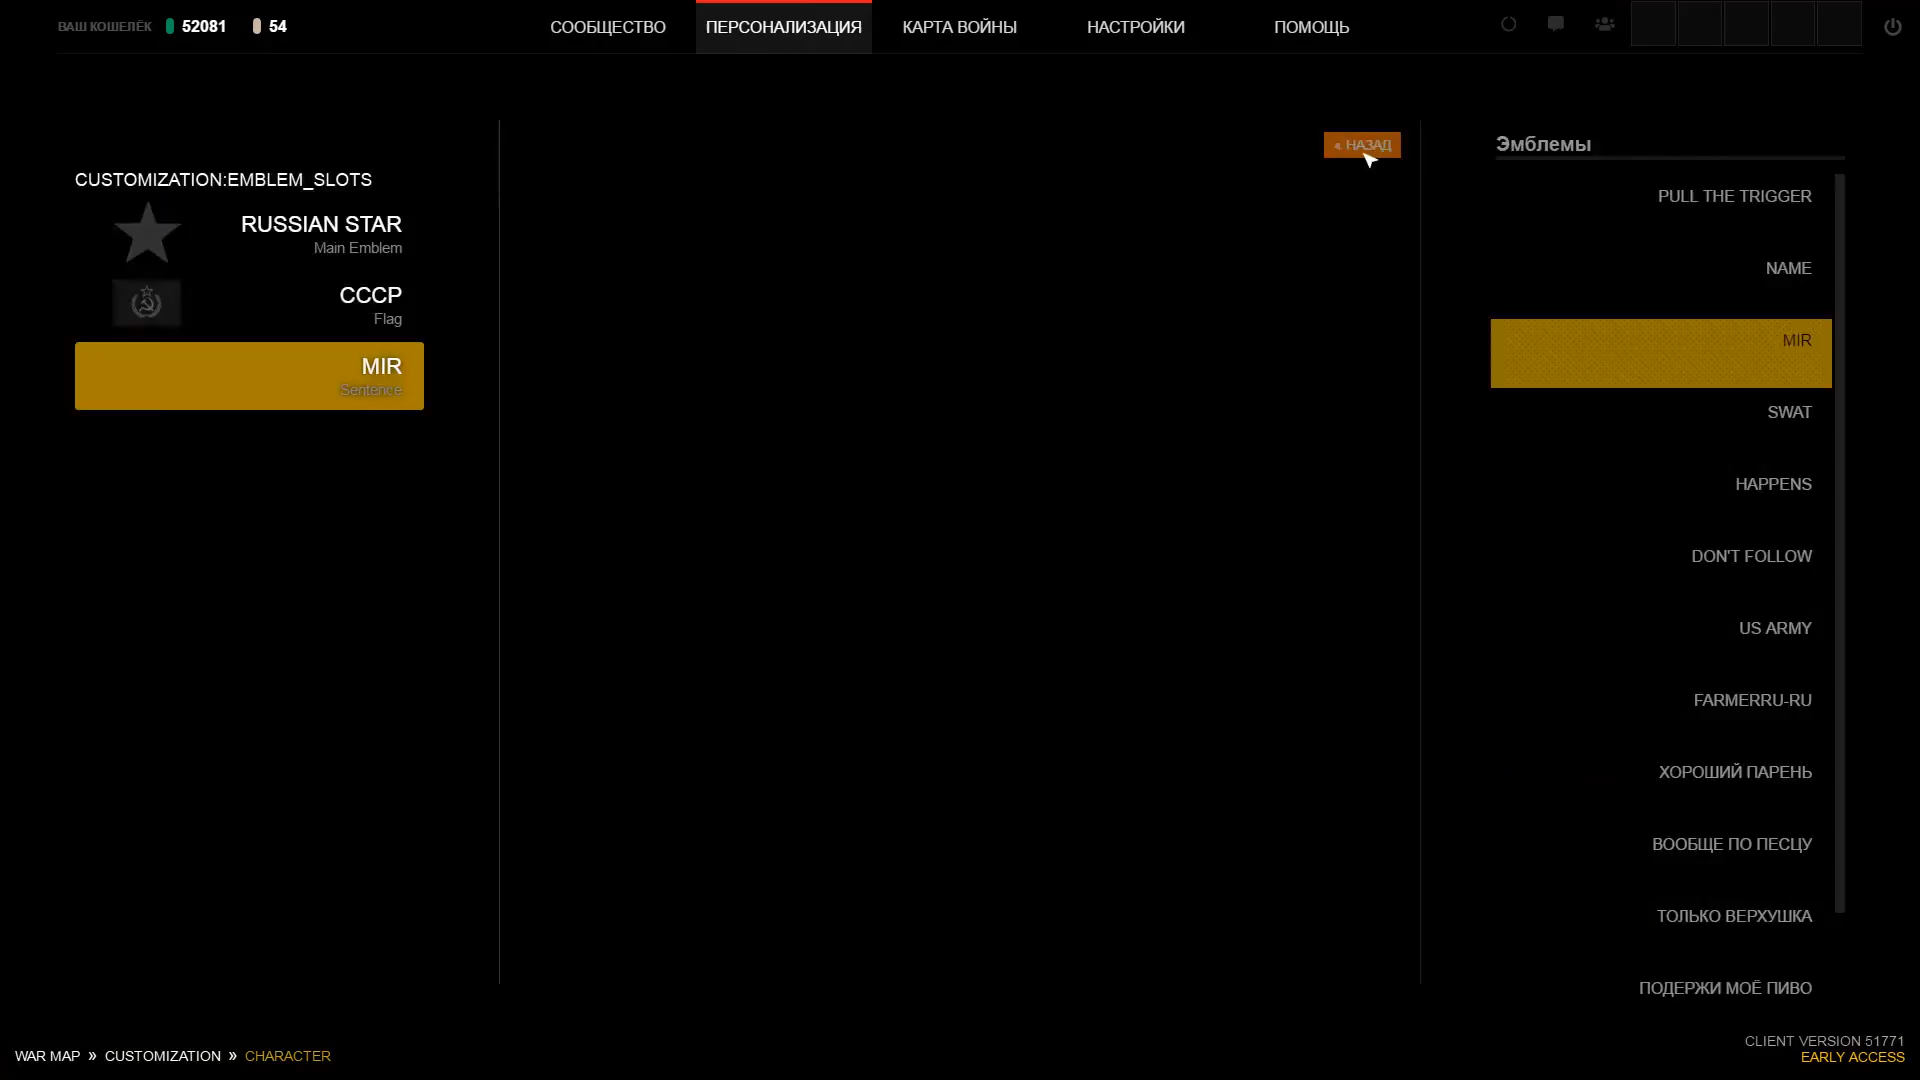 ВАШ КОШЕЛЁК 52081 54
СООБЩЕСТВО
ПЕРСОНАЛИЗАЦИЯ
КАРТА ВОЙНЫ
НАСТРОЙКИ
ПОМОЩЬ
CUSTOMIZATION:EMBLEM_SLOTS
RUSSIAN STAR
Main Emblem
CCCP
Flag
MIR
Sentence
НАЗАД
Эмблемы
PULL THE TRIGGER
NAME
MIR
SWAT
HAPPENS
DON'T FOLLOW
US ARMY
FARMERRU-RU
ХОРОШИЙ ПАРЕНЬ
ВООБЩЕ ПО ПЕСЦУ
ТОЛЬКО ВЕРХУШКА
ПОДЕРЖИ МОЁ ПИВО
WAR MAP » CUSTOMIZATION » CHARACTER
CLIENT VERSION 51771
EARLY ACCESS